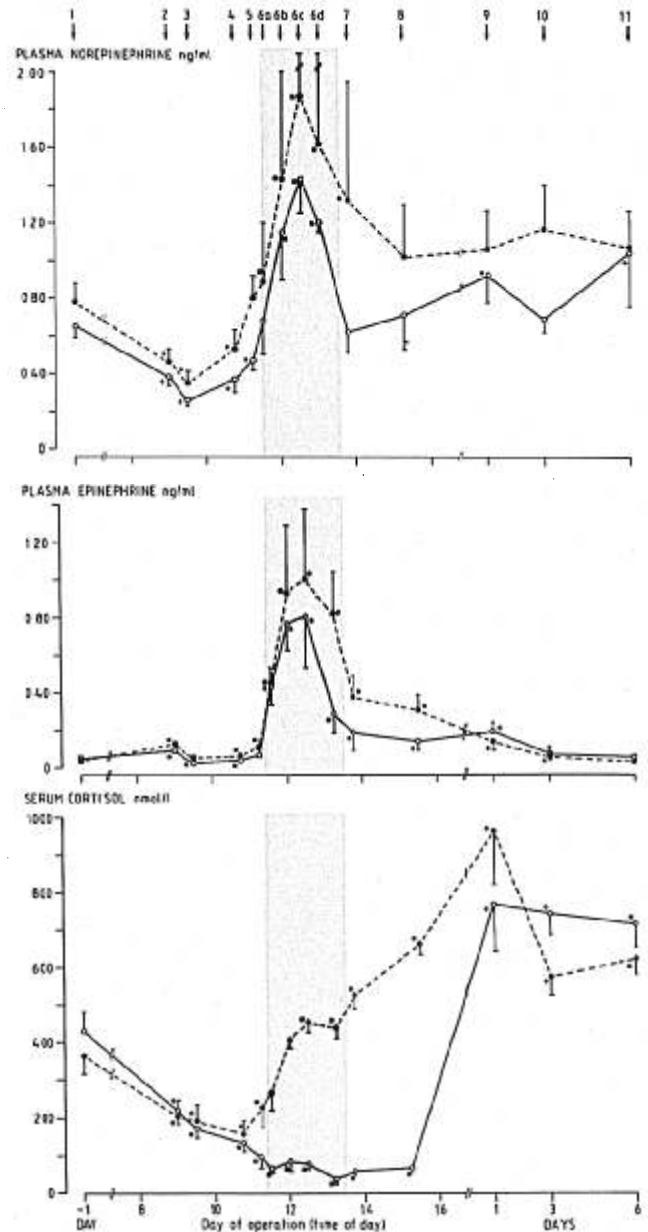 1 2 3 4 5 6a 6b 6c 6d 7 8 9 10 11
PLASMA NOREPINEPHRINE ng/ml
2 00
1 60
1 20
0 80
0 40
0
PLASMA EPINEPHRINE ng/ml
1 20
0 80
0 40
0
SERUM CORTISOL nmol/l
1000
800
600
400
200
0
-1 8 10 12 14 16 1 3 6
DAY Day of operation (time of day) DAYS